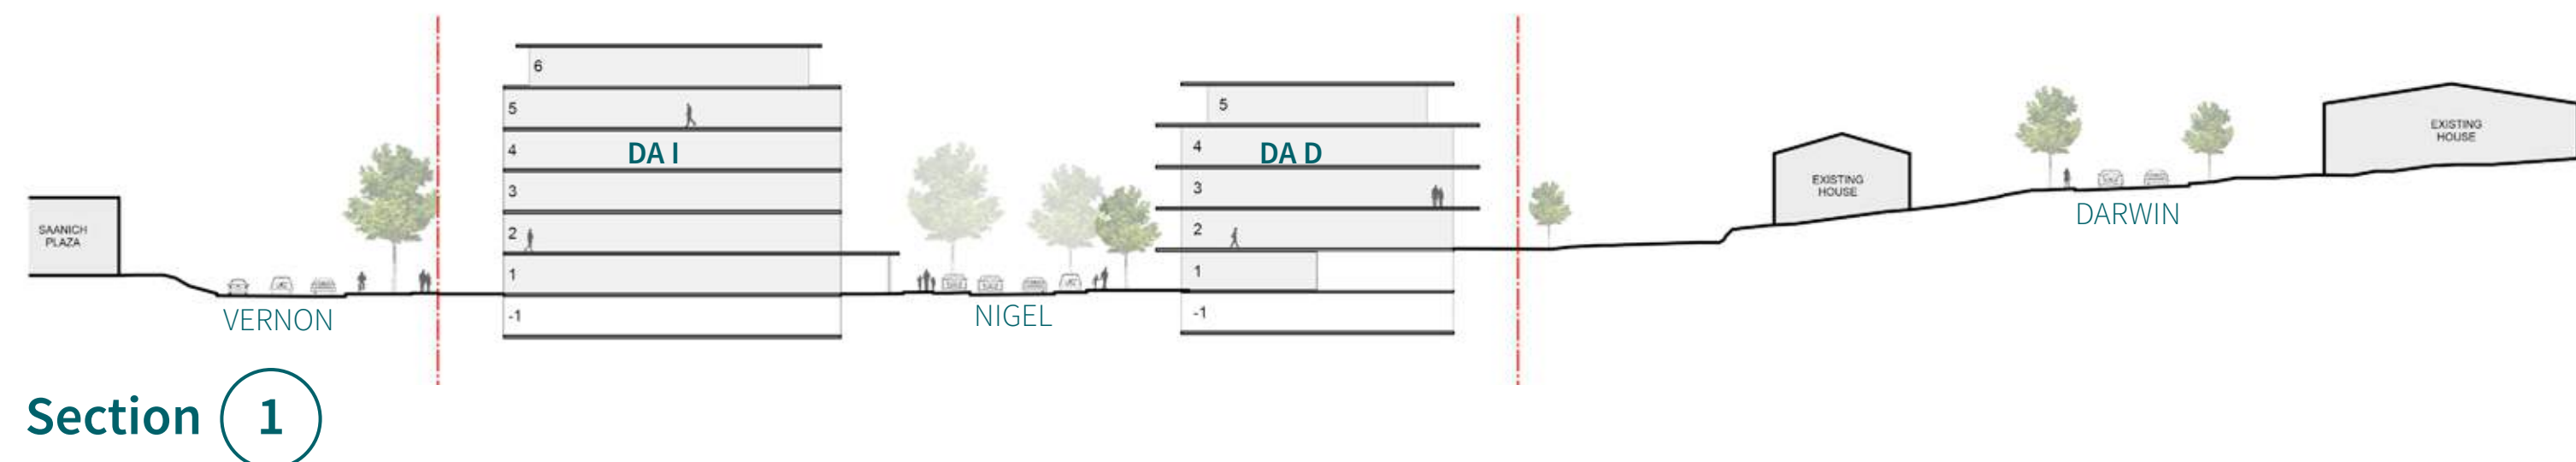 6
5
4
3
2
1
-1
DA I
5
4
3
2
1
-1
DA D
SAANICH
PLAZA
EXISTING
HOUSE
EXISTING
HOUSE
VERNON
NIGEL
DARWIN
Section 1